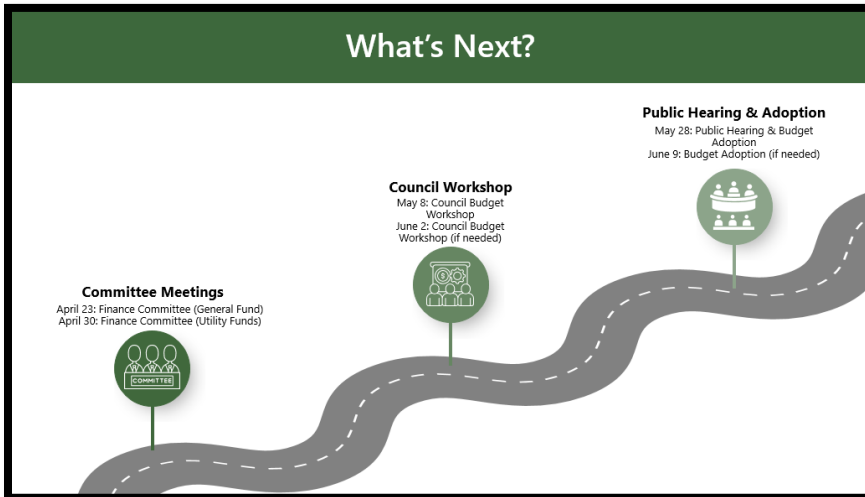 What's Next?
Public Hearing & Adoption
May 28: Public Hearing & Budget
Adoption
June 9: Budget Adoption (if needed)
Council Workshop
May 8: Council Budget
Workshop
June 2: Council Budget
Workshop (if needed)
Committee Meetings
April 23: Finance Committee (General Fund)
April 30: Finance Committee (Utility Funds)
COMMITTEE
$